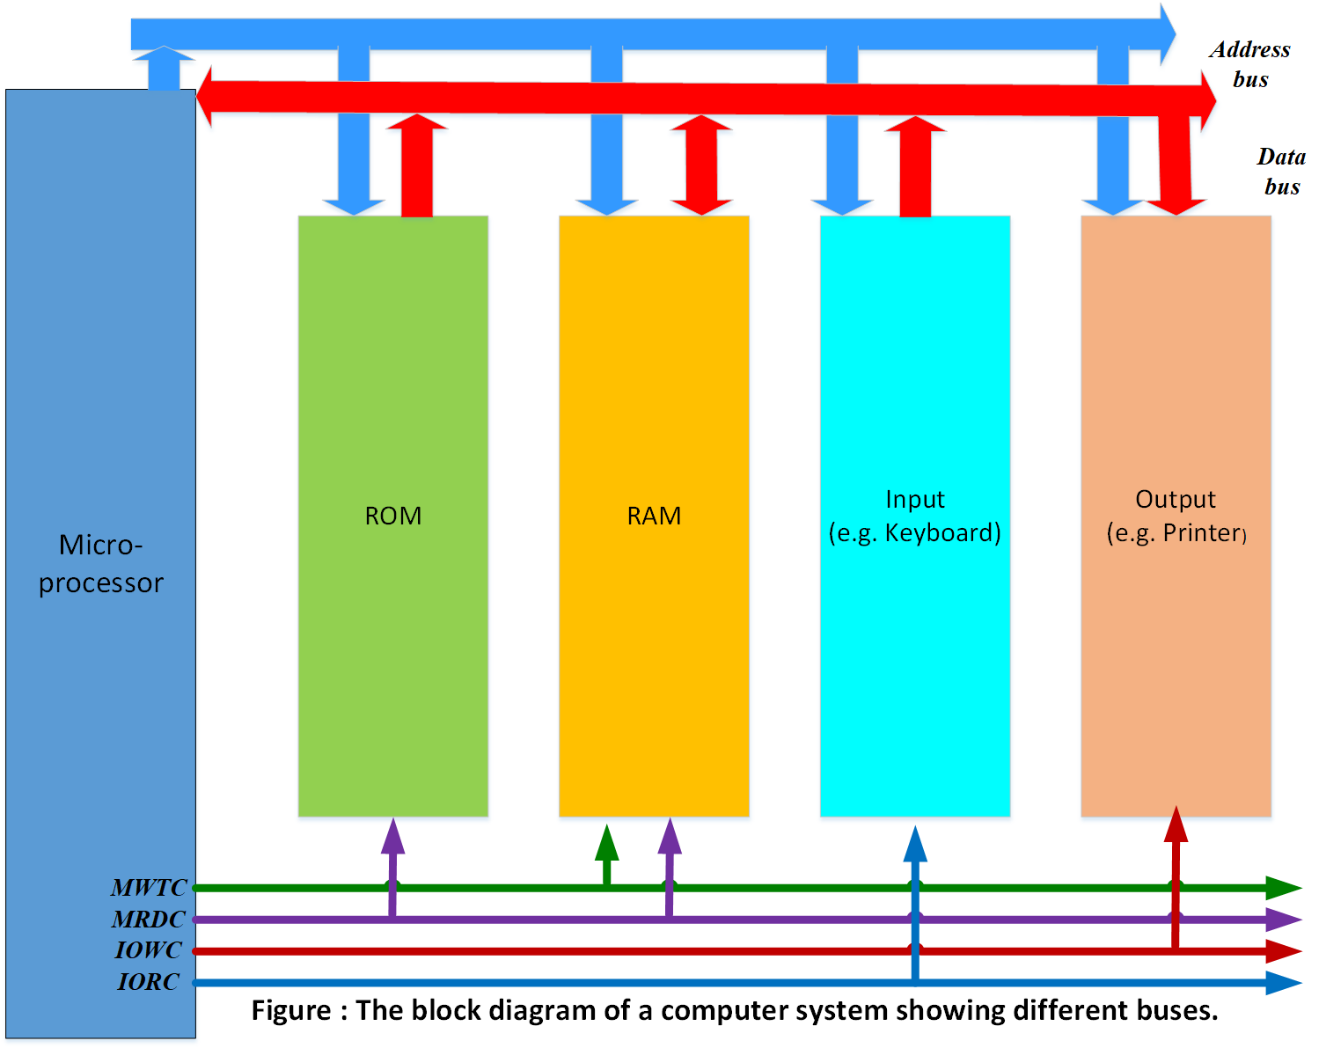 Address
bus
Data
bus
ROM
RAM
Input
(e.g. Keyboard)
Output
(e.g. Printer)
Micro-
processor
MWTC
MRDC
IOWC
IORC
Figure : The block diagram of a computer system showing different buses.